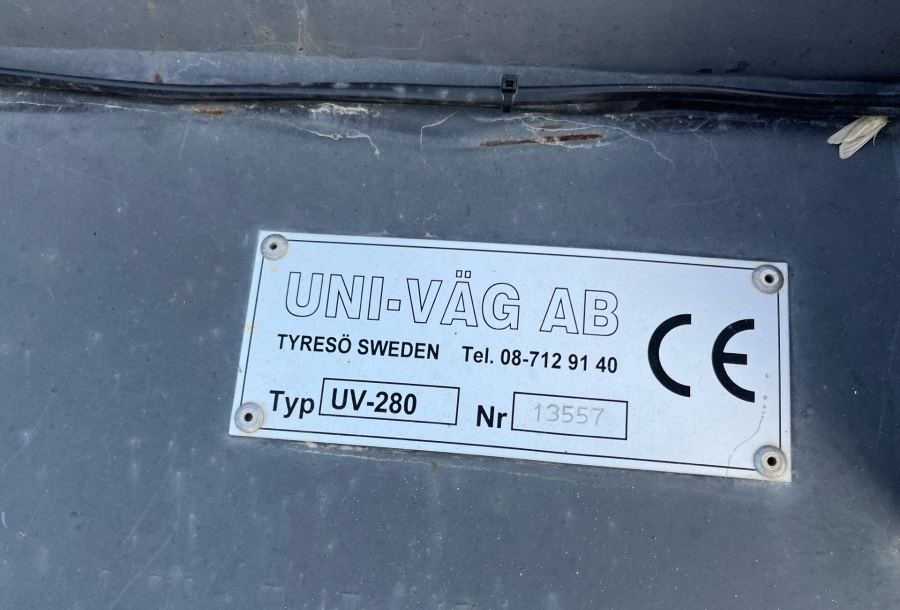 UNI-VÄG AB
TYRESÖ SWEDEN Tel. 08-712 91 40
CE
Typ UV-280 Nr 13557